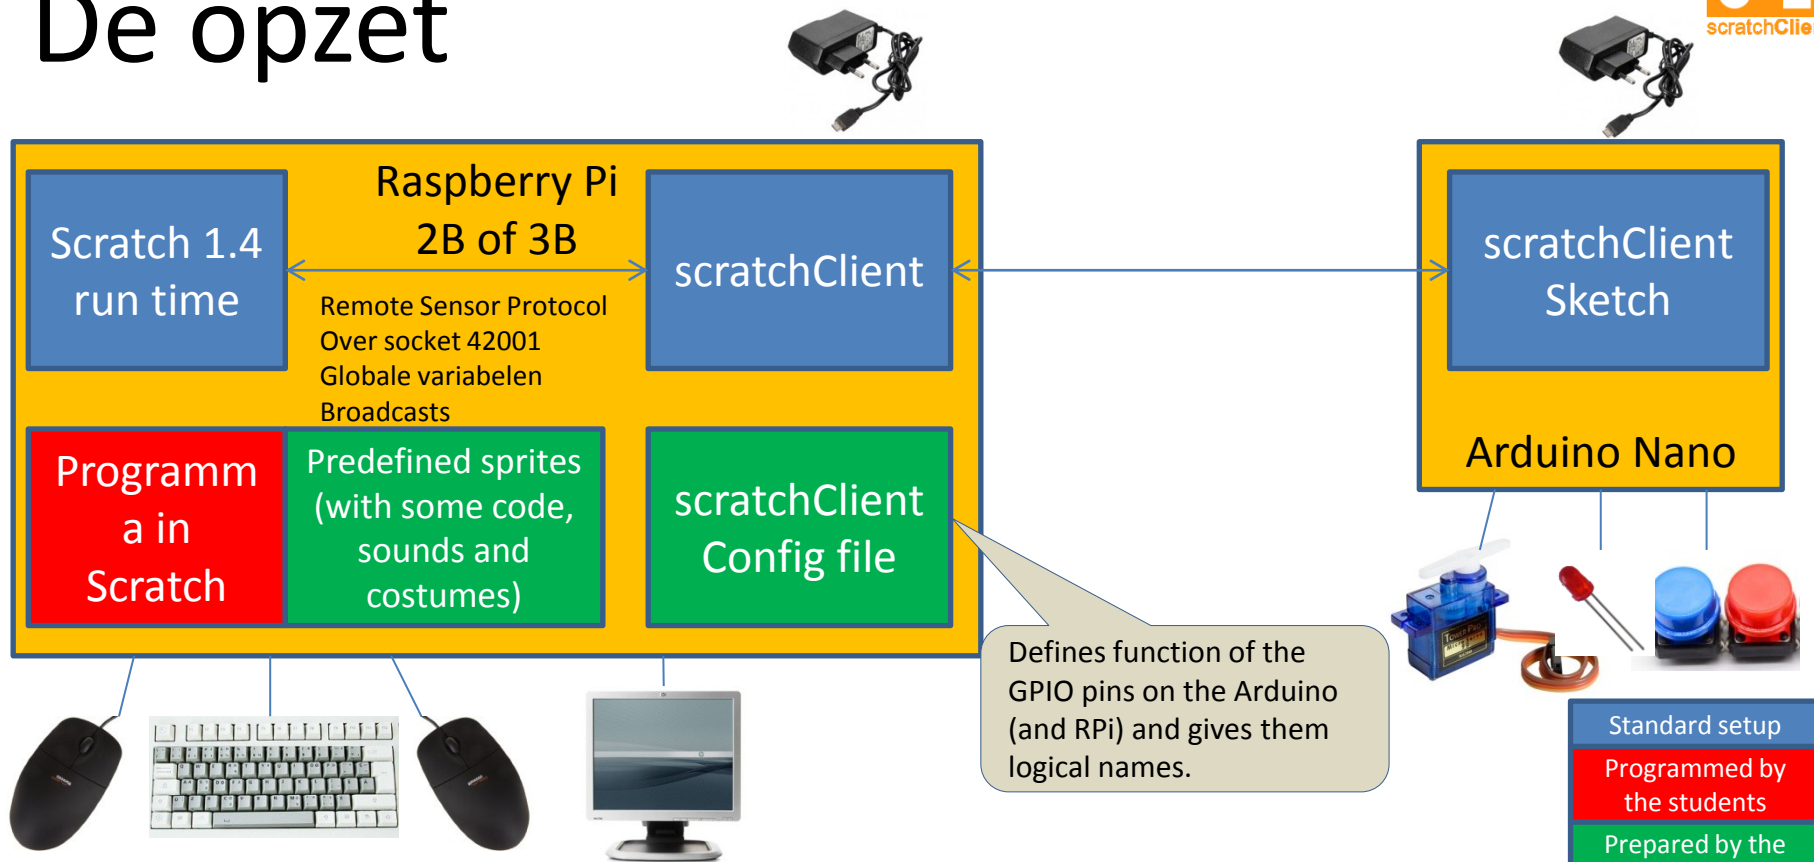 De opzet
scratchClie
Raspberry Pi
2B of 3B
Scratch 1.4
run time
Remote Sensor Protocol
Over socket 42001
Globale variabelen
Broadcasts
scratchClient
scratchClient
Sketch
Arduino Nano
Programm
a in
Scratch
Predefined sprites
(with some code,
sounds and
costumes)
scratchClient
Config file
Defines function of the
GPIO pins on the Arduino
(and RPi) and gives them
logical names.
Standard setup
Programmed by
the students
Prepared by the